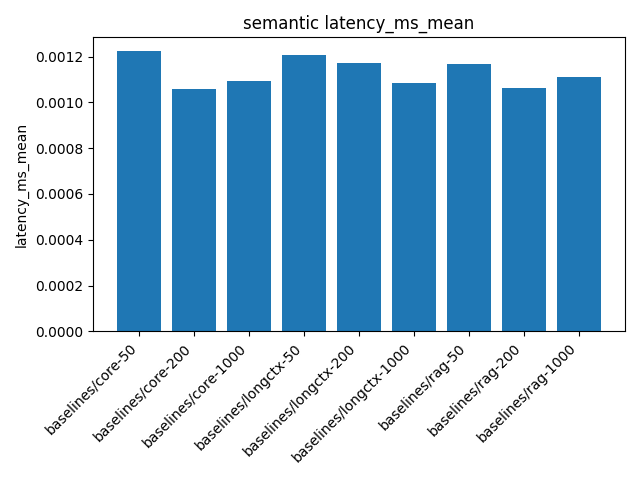 semantic latency_ms_mean
latency_ms_mean
0.0012
0.0010
0.0008
0.0006
0.0004
0.0002
0.0000
baselines/core-50
baselines/core-200
baselines/core-1000
baselines/longctx-50
baselines/longctx-200
baselines/longctx-1000
baselines/rag-50
baselines/rag-200
baselines/rag-1000